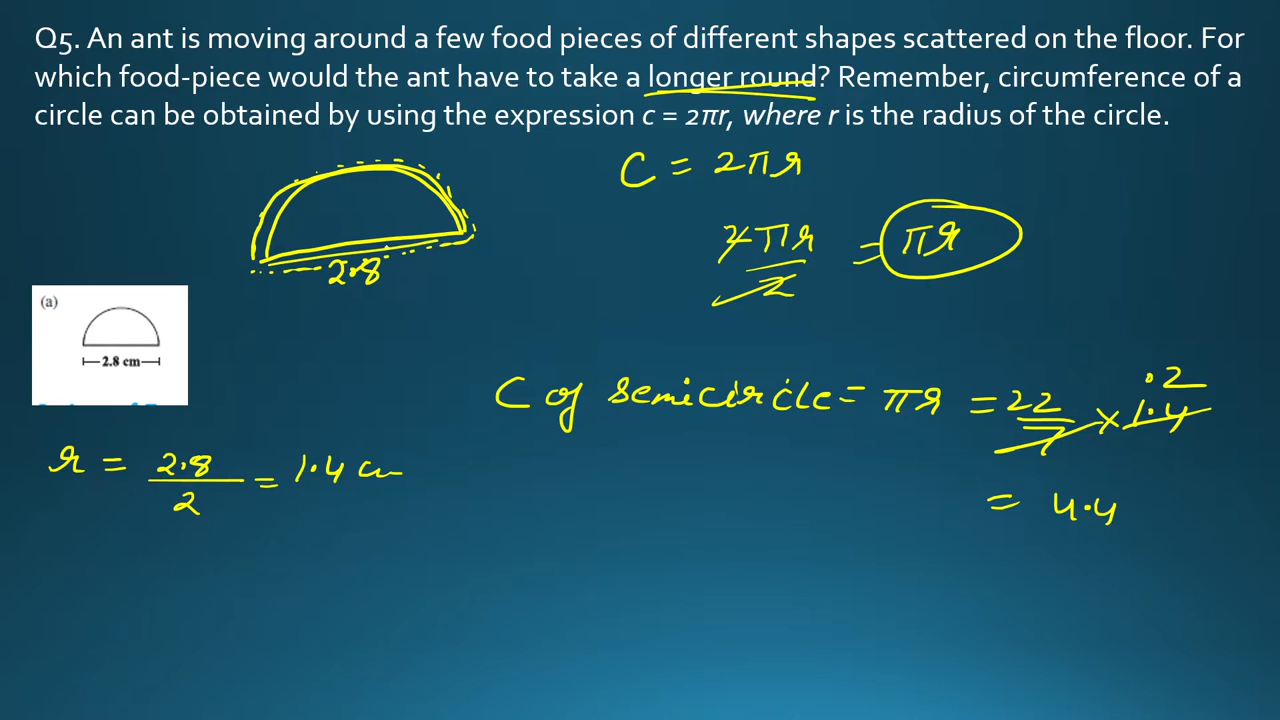 Q5. An ant is moving around a few food pieces of different shapes scattered on the floor. For
which food-piece would the ant have to take a longer round? Remember, circumference of a
circle can be obtained by using the expression c = 2πr, where r is the radius of the circle.
C = 2πr
2πr/2 = πr
2.8
(a)
2.8 cm
C of semicircle = πr = 22/7 × 1.4
.2
r = 2.8/2 = 1.4 cm
= 4.4